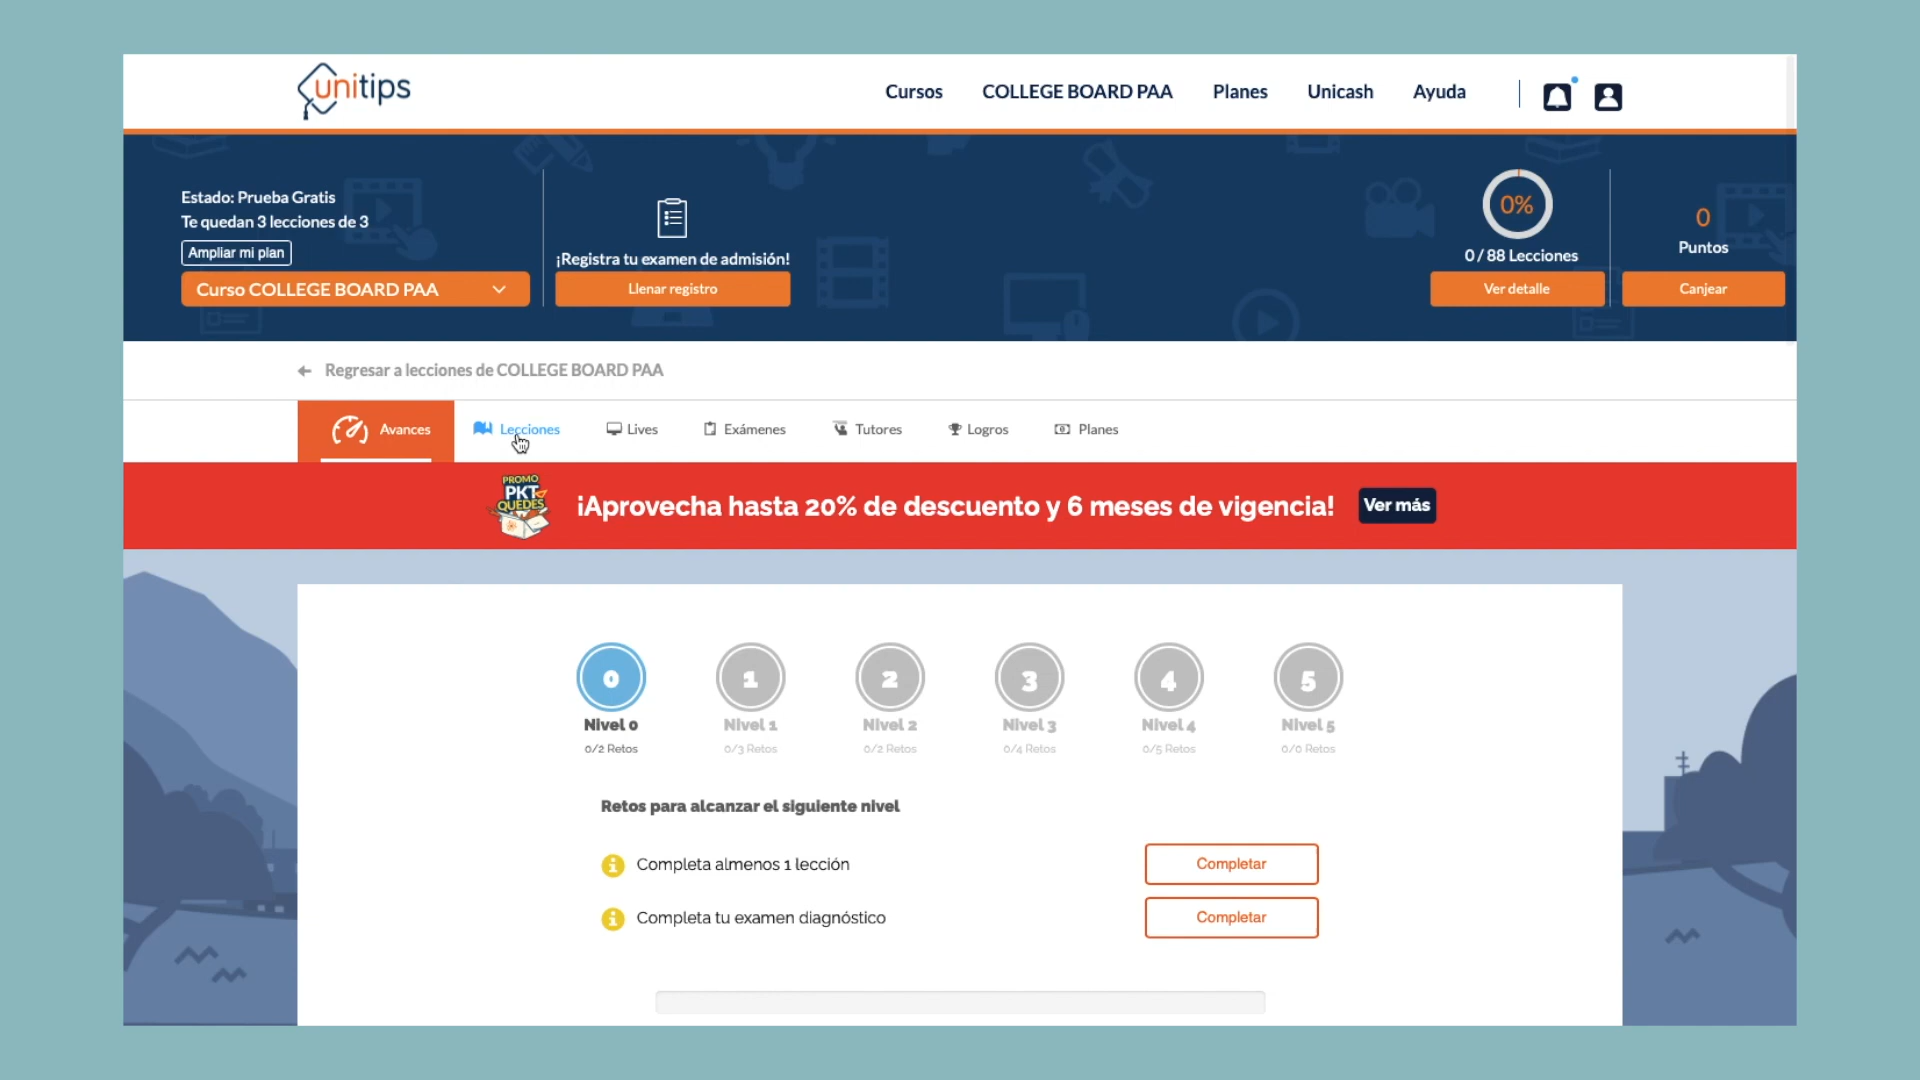 unitips
Cursos
COLLEGE BOARD PAA
Planes
Unicash
Ayuda
Estado: Prueba Gratis
Te quedan 3 lecciones de 3
Ampliar mi plan
Curso COLLEGE BOARD PAA
¡Registra tu examen de admisión!
Llenar registro
0%
0 / 88 Lecciones
Ver detalle
0
Puntos
Canjear
Regresar a lecciones de COLLEGE BOARD PAA
Avances
Lecciones
Lives
Exámenes
Tutores
Logros
Planes
PROMO
PKT
QUEDES
¡Aprovecha hasta 20% de descuento y 6 meses de vigencia!
Ver más
0
1
2
3
4
5
Nivel 0
Nivel 1
Nivel 2
Nivel 3
Nivel 4
Nivel 5
0/2 Retos
0/3 Retos
0/2 Retos
0/4 Retos
0/5 Retos
0/0 Retos
Retos para alcanzar el siguiente nivel
Completa almenos 1 lección
Completar
Completa tu examen diagnóstico
Completar